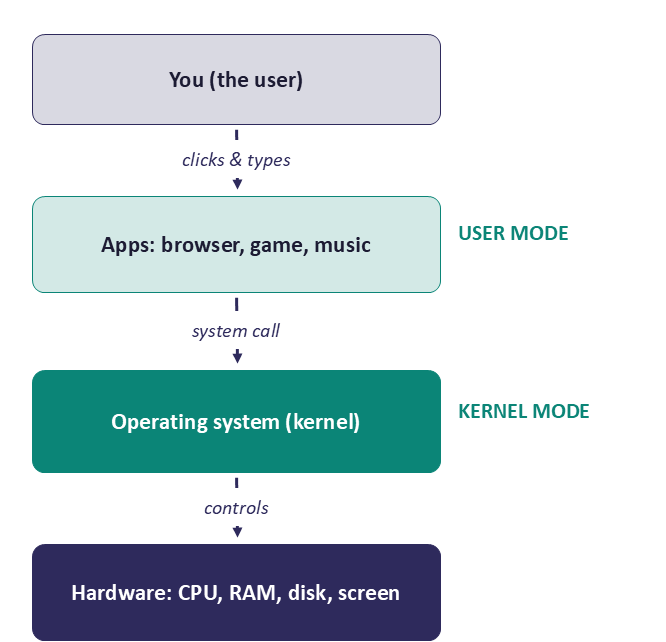 You (the user)
clicks & types
Apps: browser, game, music
USER MODE
system call
Operating system (kernel)
KERNEL MODE
controls
Hardware: CPU, RAM, disk, screen